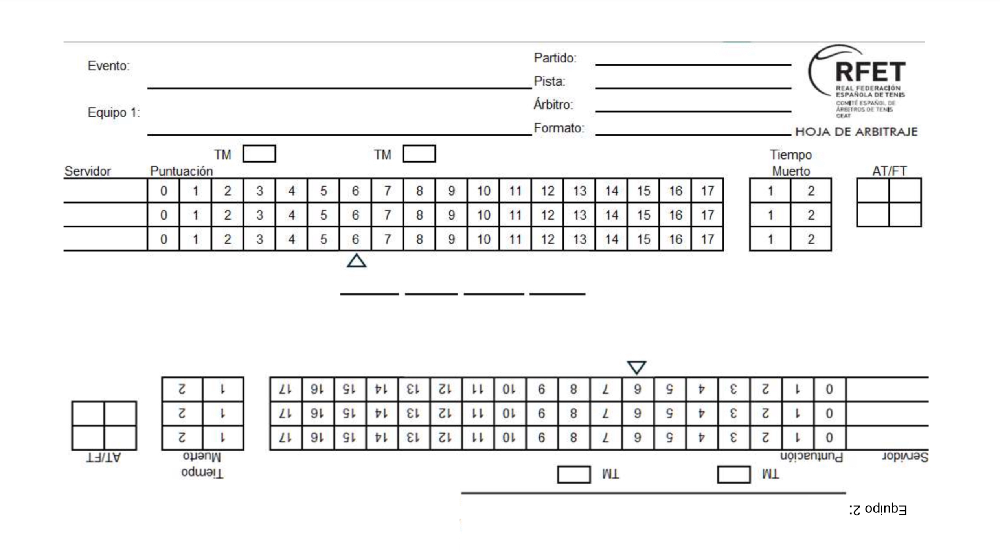 Evento:
Partido:
Pista:
Equipo 1:
Árbitro:
Formato:
RFET
REAL FEDERACIÓN
ESPAÑOLA DE TENIS
COMITÉ ESPAÑOL DE
ÁRBITROS DE TENIS
CEAT
HOJA DE ARBITRAJE
TM TM
Servidor Puntuación Tiempo Muerto AT/FT
0 1 2 3 4 5 6 7 8 9 10 11 12 13 14 15 16 17 1 2
0 1 2 3 4 5 6 7 8 9 10 11 12 13 14 15 16 17 1 2
0 1 2 3 4 5 6 7 8 9 10 11 12 13 14 15 16 17 1 2
Equipo 2:
TM TM
Servidor Puntuación Tiempo Muerto AT/FT
0 1 2 3 4 5 6 7 8 9 10 11 12 13 14 15 16 17 1 2
0 1 2 3 4 5 6 7 8 9 10 11 12 13 14 15 16 17 1 2
0 1 2 3 4 5 6 7 8 9 10 11 12 13 14 15 16 17 1 2